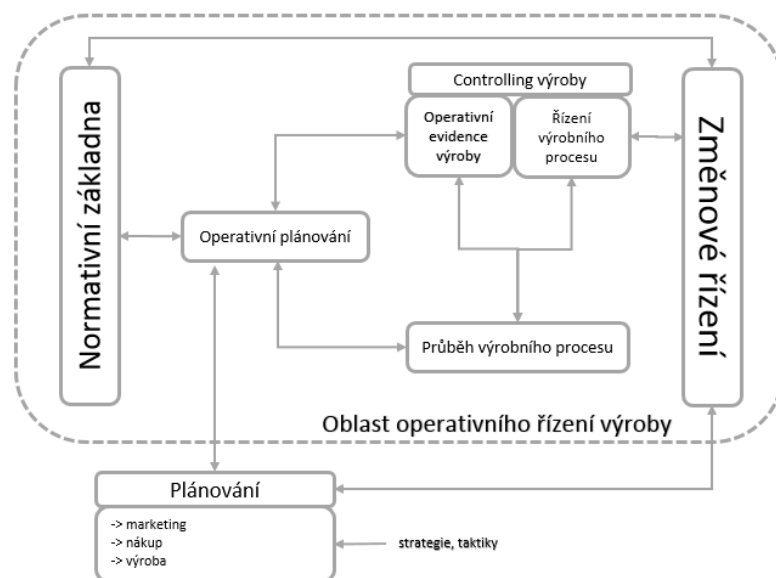 Normativní základna
Controlling výroby
Operativní
evidence
výroby
Řízení
výrobního
procesu
Změnové řízení
Operativní plánování
Průběh výrobního procesu
Oblast operativního řízení výroby
Plánování
-> marketing
-> nákup
-> výroba
strategie, taktiky